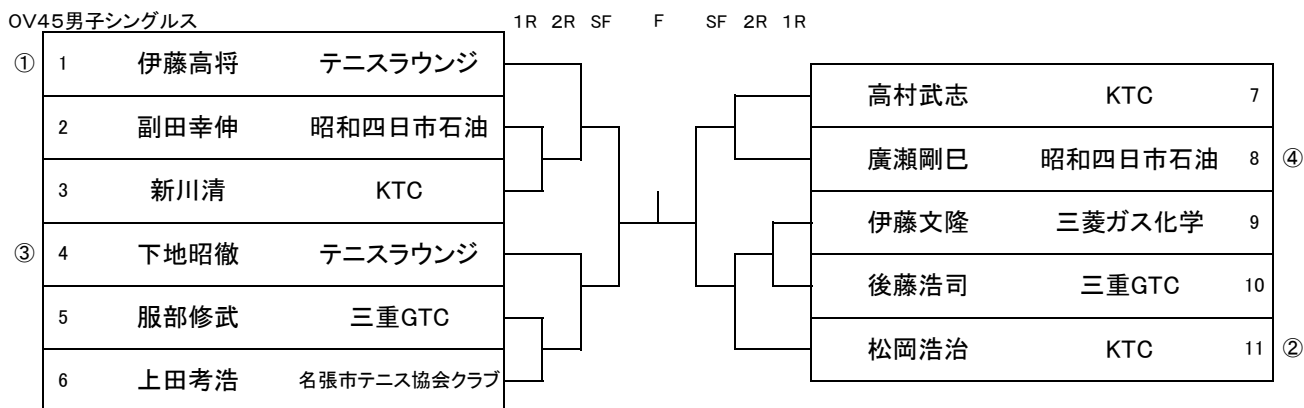 OV45男子シングルス 1R 2R SF F SF 2R 1R
① 1 伊藤高将 テニスラウンジ
2 副田幸伸 昭和四日市石油
3 新川清 KTC
③ 4 下地昭徹 テニスラウンジ
5 服部修武 三重GTC
6 上田考浩 名張市テニス協会クラブ
高村武志 KTC 7
廣瀬剛巳 昭和四日市石油 8 ④
伊藤文隆 三菱ガス化学 9
後藤浩司 三重GTC 10
松岡浩治 KTC 11 ②